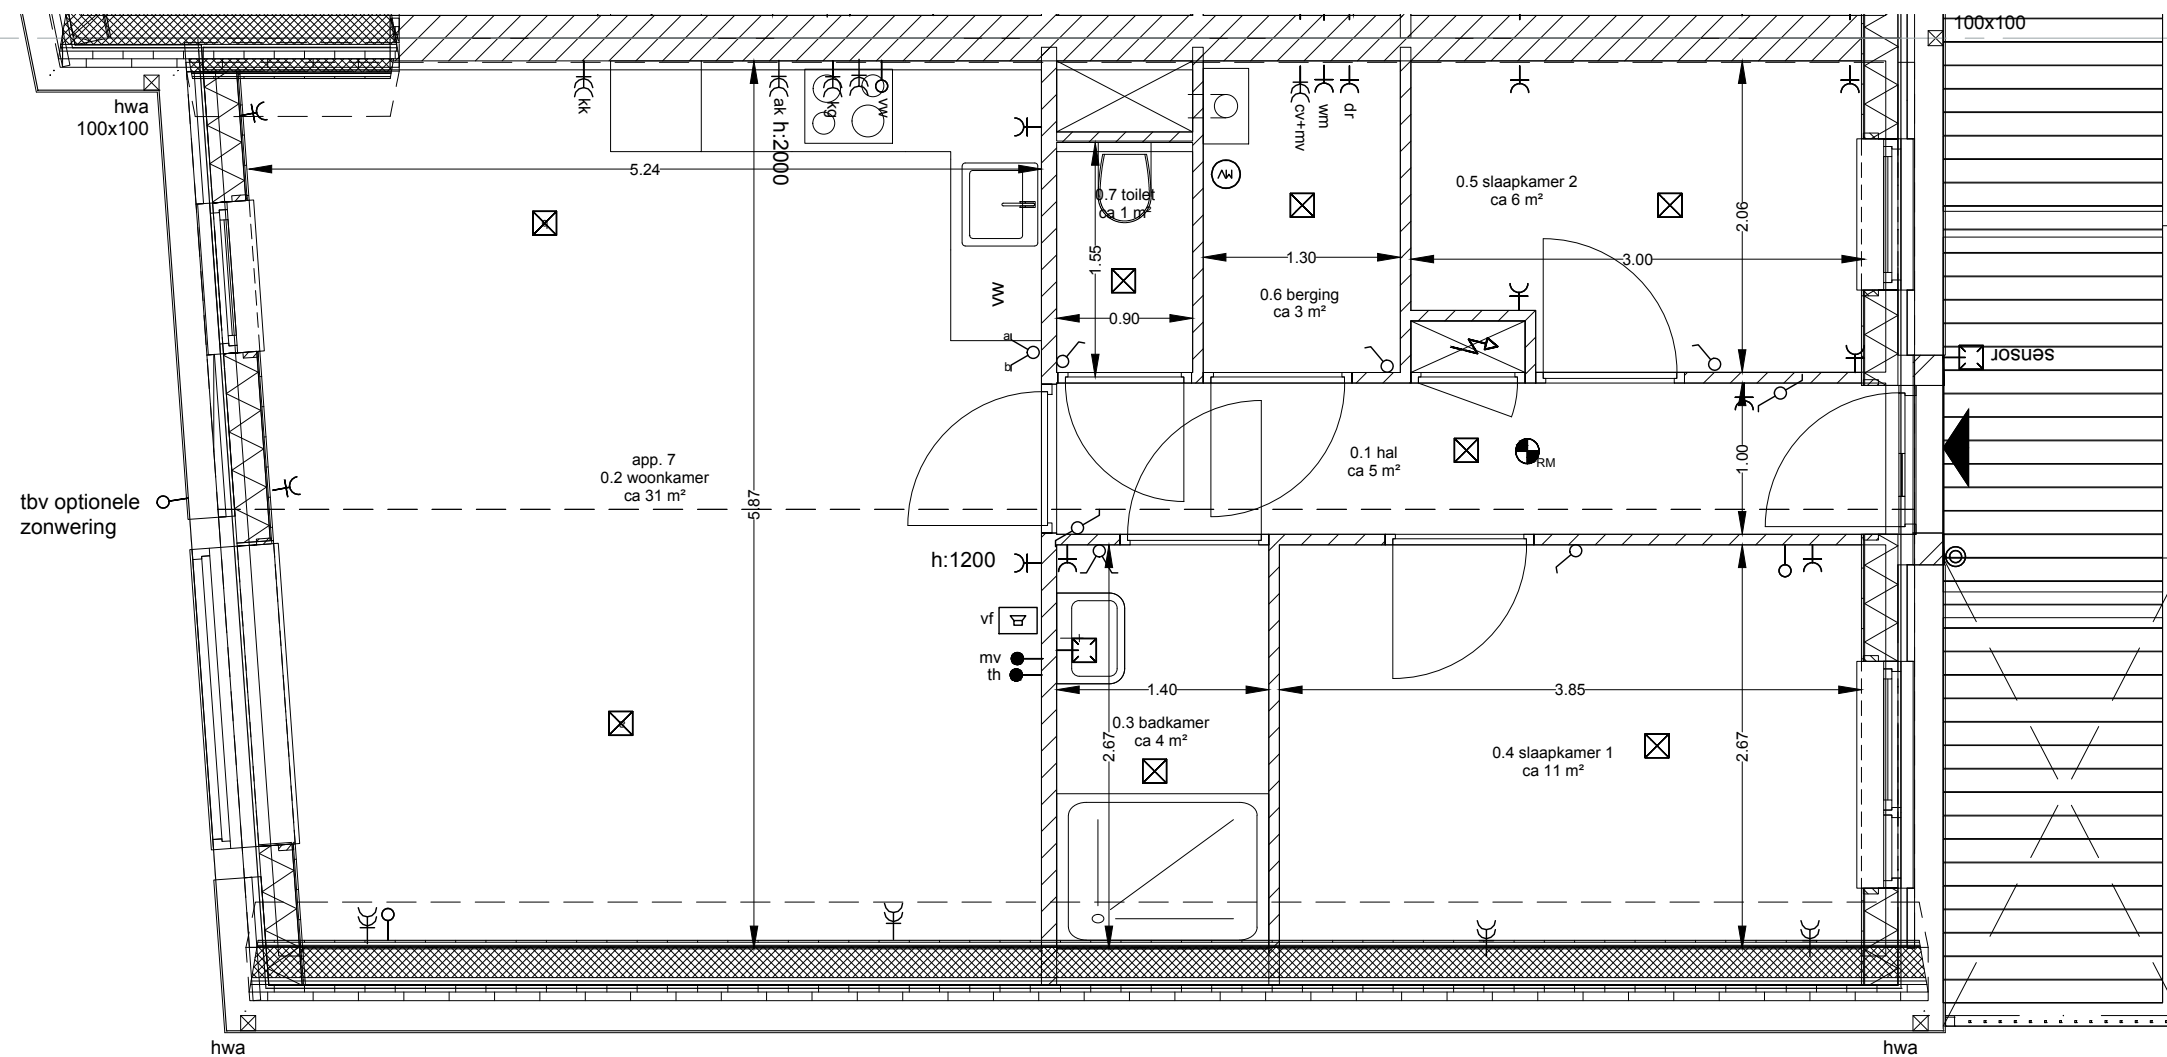 100x100
hwa
100x100
kk
ak h:2000
kg
vw
cv+mv
wm
dr
5.24
MV
0.7 toilet
ca 1 m²
0.5 slaapkamer 2
ca 6 m²
2.06
1.55
1.30
3.00
0.6 berging
ca 3 m²
VW
0.90
a
b
sensor
app. 7
0.2 woonkamer
ca 31 m²
5.87
0.1 hal
ca 5 m²
RM
1.00
tbv optionele
zonwering
h:1200
vf
mv
th
1.40
3.85
0.3 badkamer
ca 4 m²
2.67
0.4 slaapkamer 1
ca 11 m²
2.67
hwa
hwa